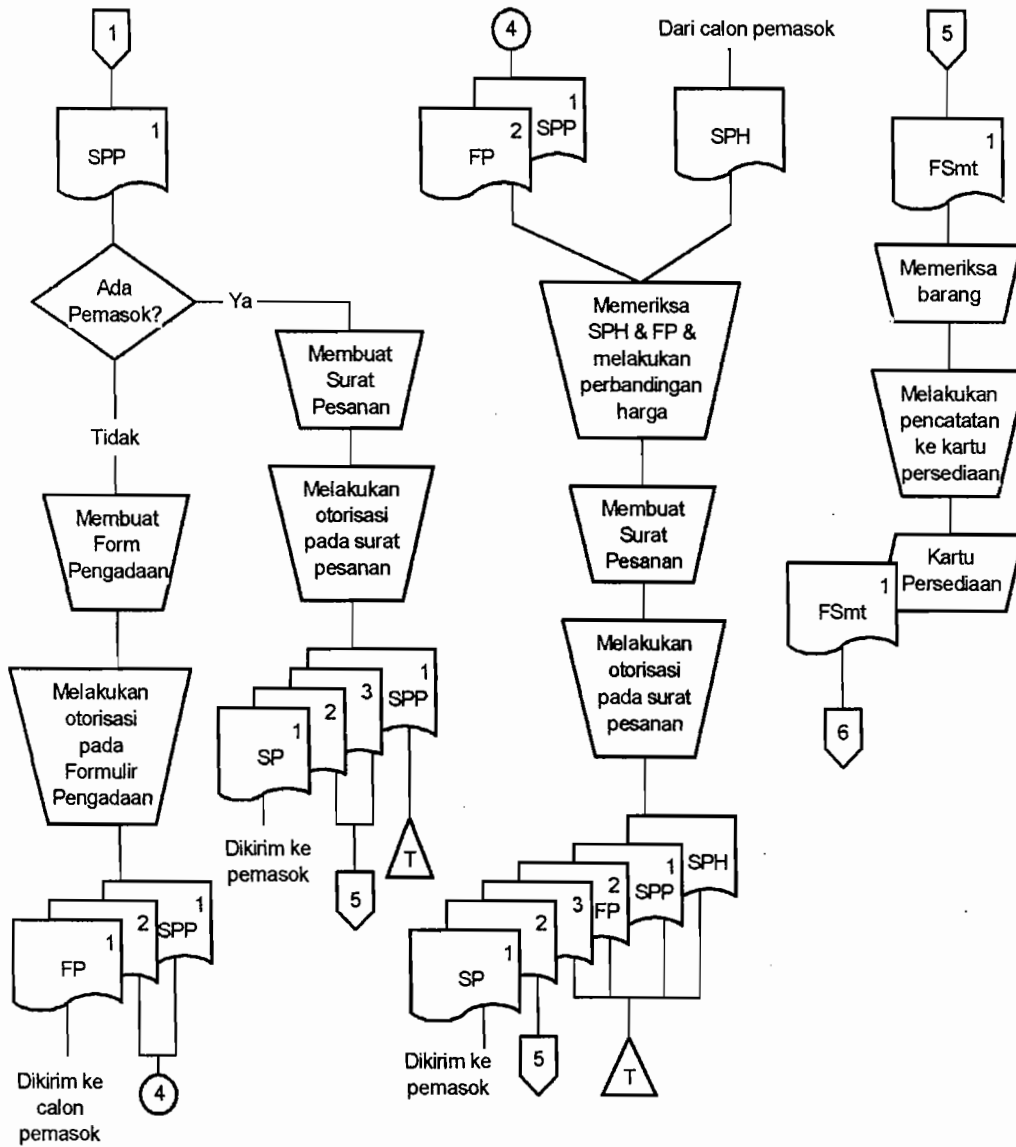 1
1
SPP
Ada
Pemasok?
Ya
Tidak
Membuat
Form
Pengadaan
Melakukan
otorisasi
pada
Formulir
Pengadaan
1
SPP
2
1
FP
Dikirim ke
calon
pemasok
4
Membuat
Surat
Pesanan
Melakukan
otorisasi
pada surat
pesanan
1
SPP
3
2
1
SP
Dikirim ke
pemasok
5
T
4
1
SPP
2
FP
Dari calon pemasok
SPH
Memeriksa
SPH & FP &
melakukan
perbandingan
harga
Membuat
Surat
Pesanan
Melakukan
otorisasi
pada surat
pesanan
SPH
1
SPP
2
FP
3
2
1
SP
Dikirim ke
pemasok
5
T
5
1
FSmt
Memeriksa
barang
Melakukan
pencatatan
ke kartu
persediaan
Kartu
Persediaan
1
FSmt
6